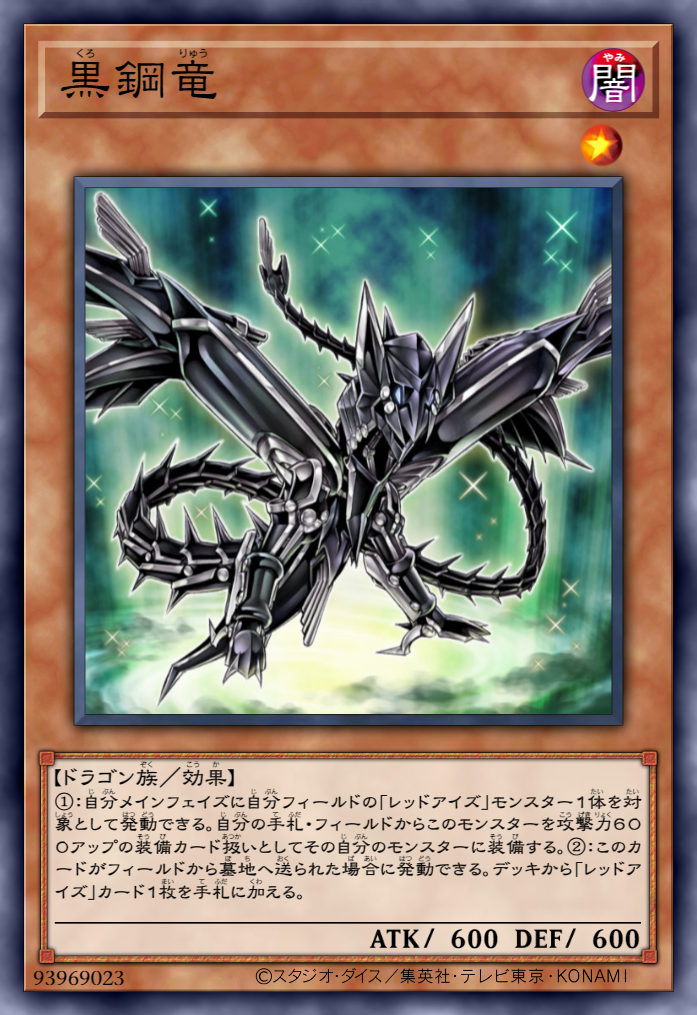 黒鋼竜
闇
【ドラゴン族／効果】
①：自分メインフェイズに自分フィールドの「レッドアイズ」モンスター１体を対
象として発動できる。自分の手札・フィールドからこのモンスターを攻撃力６０
０アップの装備カード扱いとしてその自分のモンスターに装備する。②：このカ
ードがフィールドから墓地へ送られた場合に発動できる。デッキから「レッドア
イズ」カード１枚を手札に加える。
ATK/ 600 DEF/ 600
93969023 ©スタジオ・ダイス／集英社・テレビ東京・KONAMI